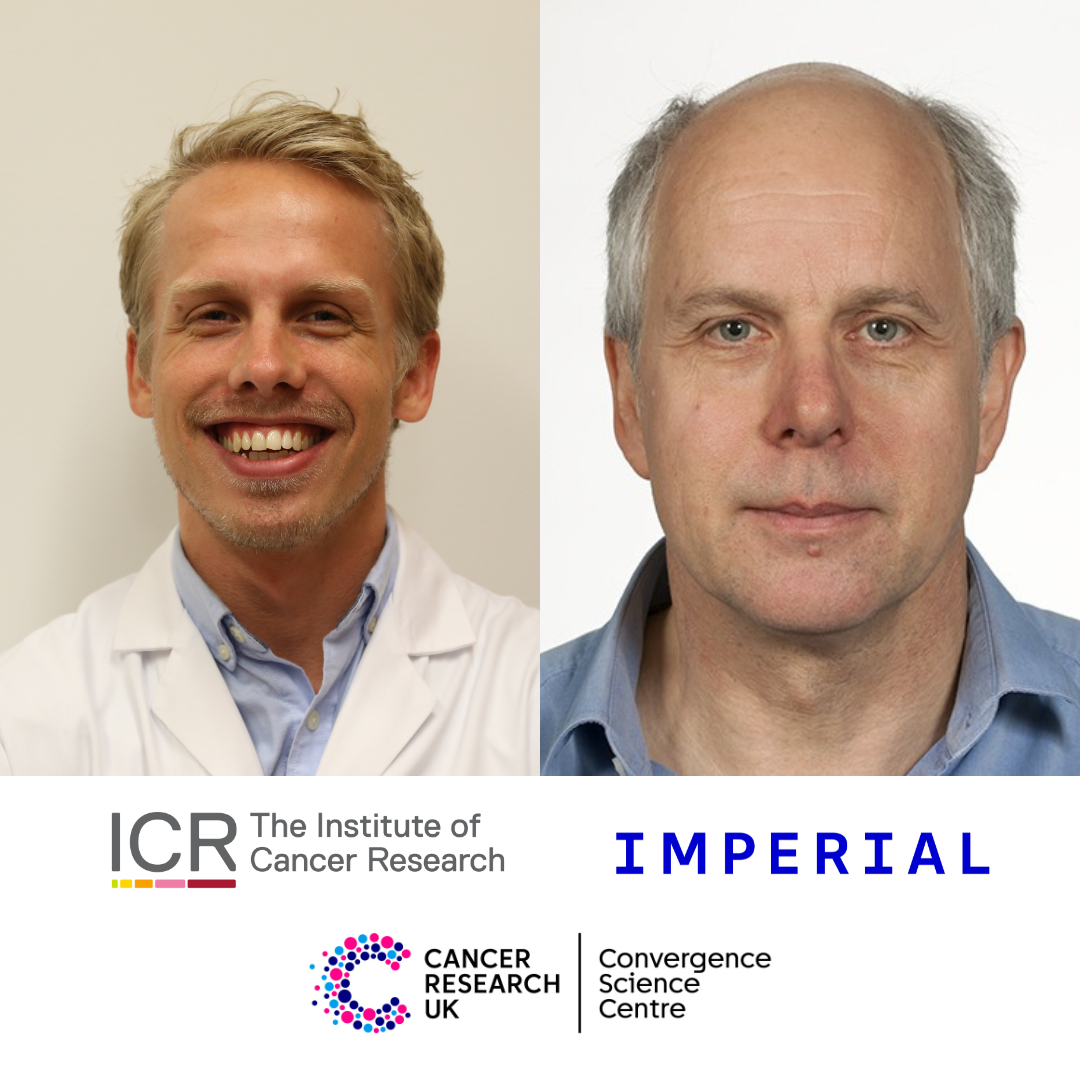 ICR The Institute of
Cancer Research
IMPERIAL
CANCER
RESEARCH
UK
Convergence
Science
Centre